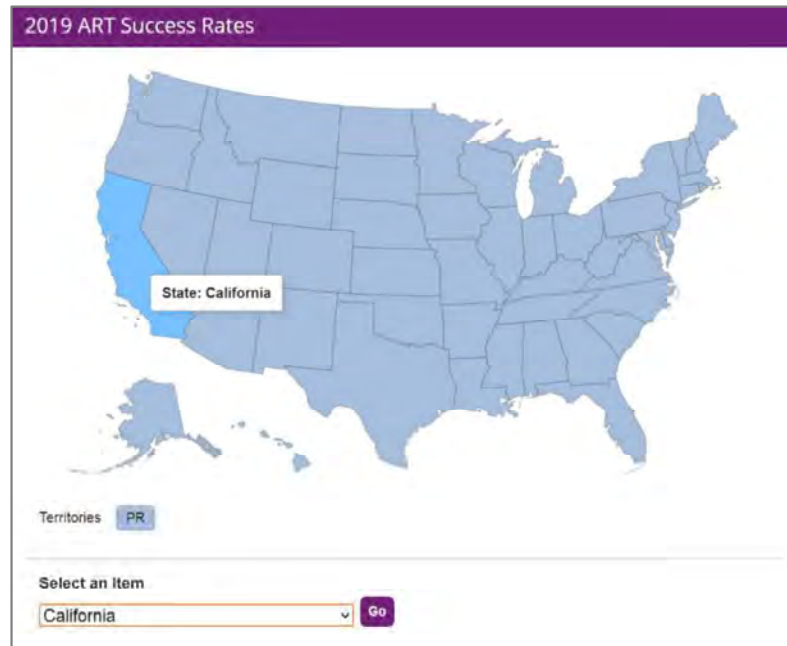 2019 ART Success Rates
State: California
Territories PR
Select an Item
California Go